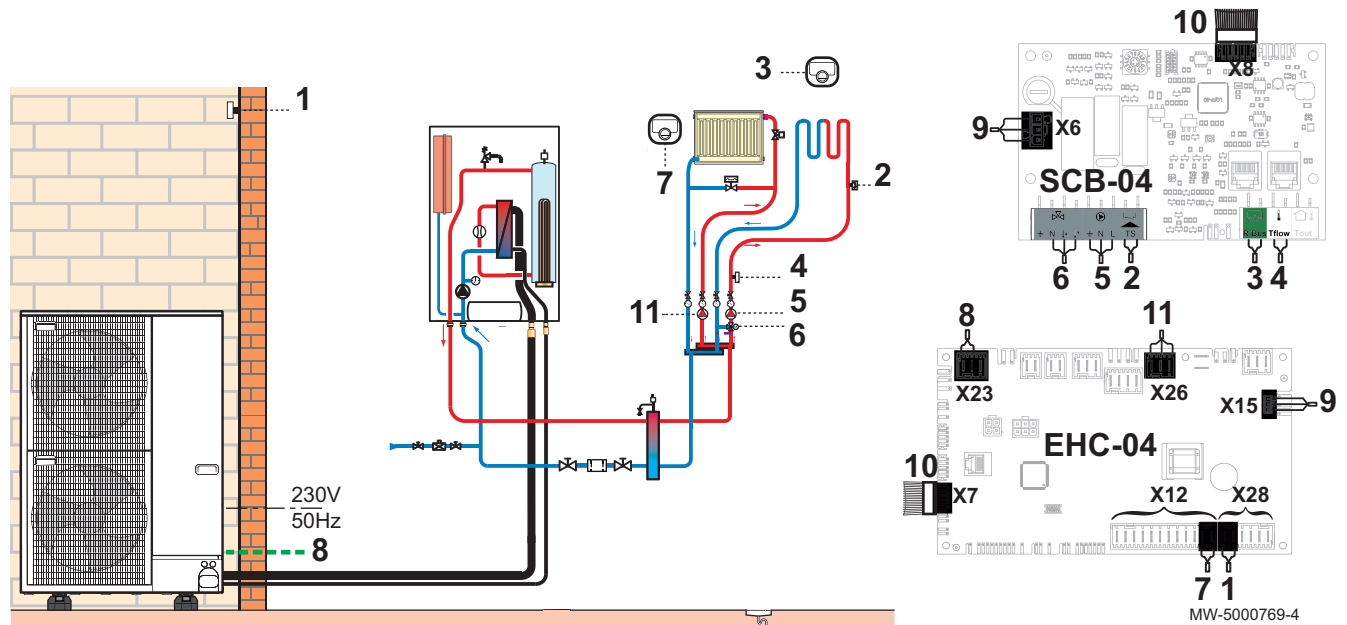 1
230V
50Hz
8
3
7
2
4
11
5
6
10
X8
9
X6
SCB-04
N
N L
TS
R-Bus Tflow Tout
6 5 2 3 4
8
11
X23
X26
X15
9
EHC-04
10
X7
X12
X28
7 1
MW-5000769-4